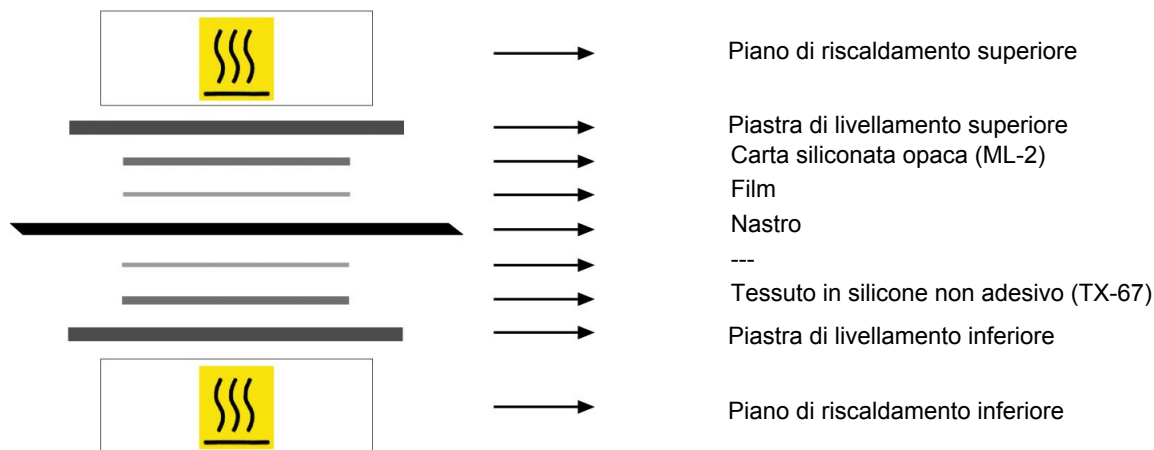 Piano di riscaldamento superiore
Piastra di livellamento superiore
Carta siliconata opaca (ML-2)
Film
Nastro
---
Tessuto in silicone non adesivo (TX-67)
Piastra di livellamento inferiore
Piano di riscaldamento inferiore